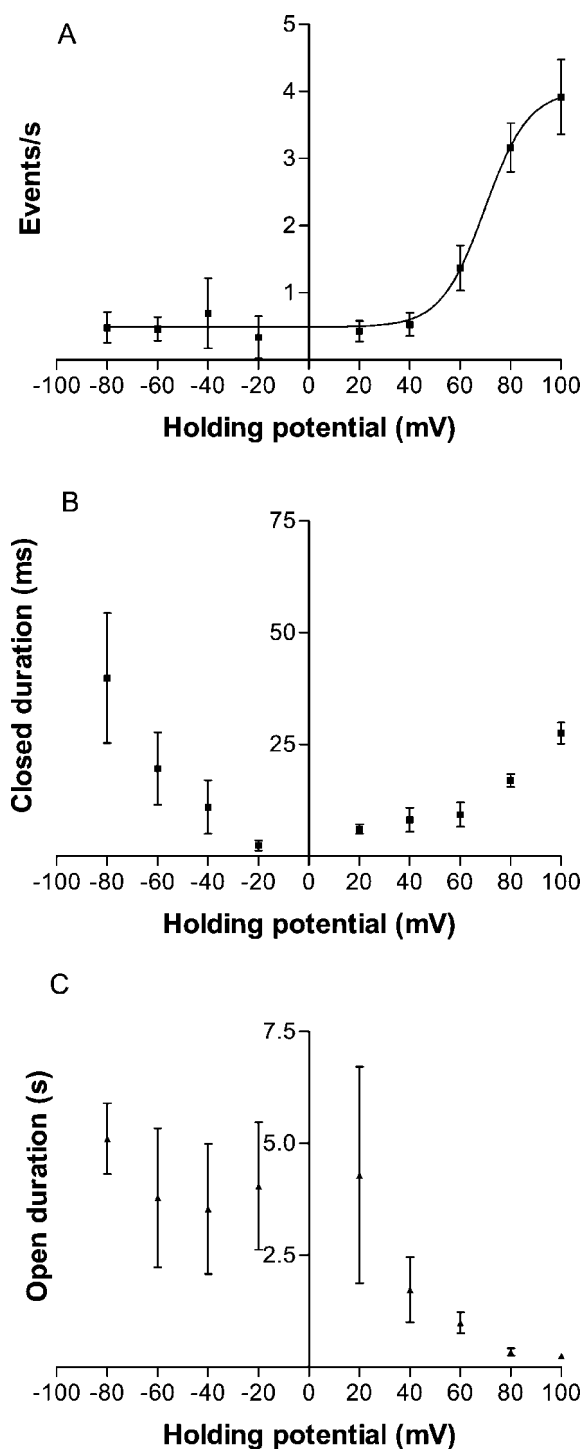 A
Events/s
5
4
3
2
1
-100 -80 -60 -40 -20 0 20 40 60 80 100
Holding potential (mV)
B
Closed duration (ms)
75
50
25
-100 -80 -60 -40 -20 0 20 40 60 80 100
Holding potential (mV)
C
Open duration (s)
7.5
5.0
2.5
-100 -80 -60 -40 -20 0 20 40 60 80 100
Holding potential (mV)